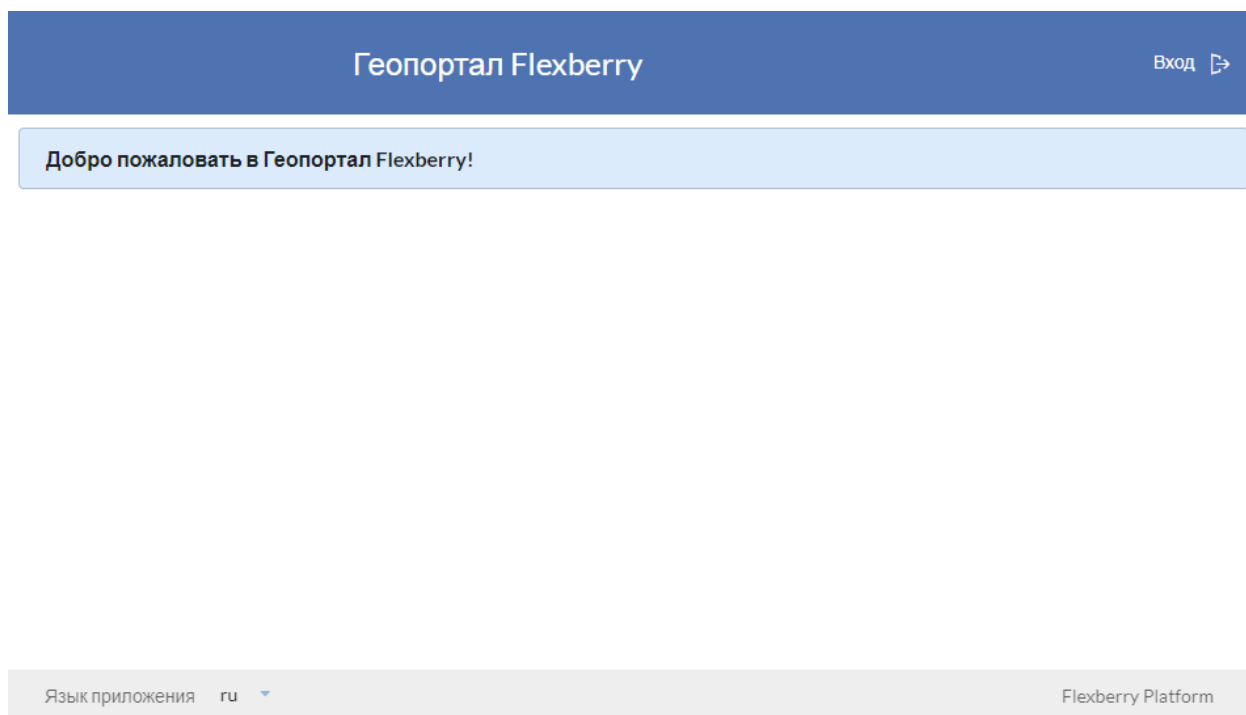 Геопортал Flexberry
Вход
Добро пожаловать в Геопортал Flexberry!
Язык приложения ru
Flexberry Platform